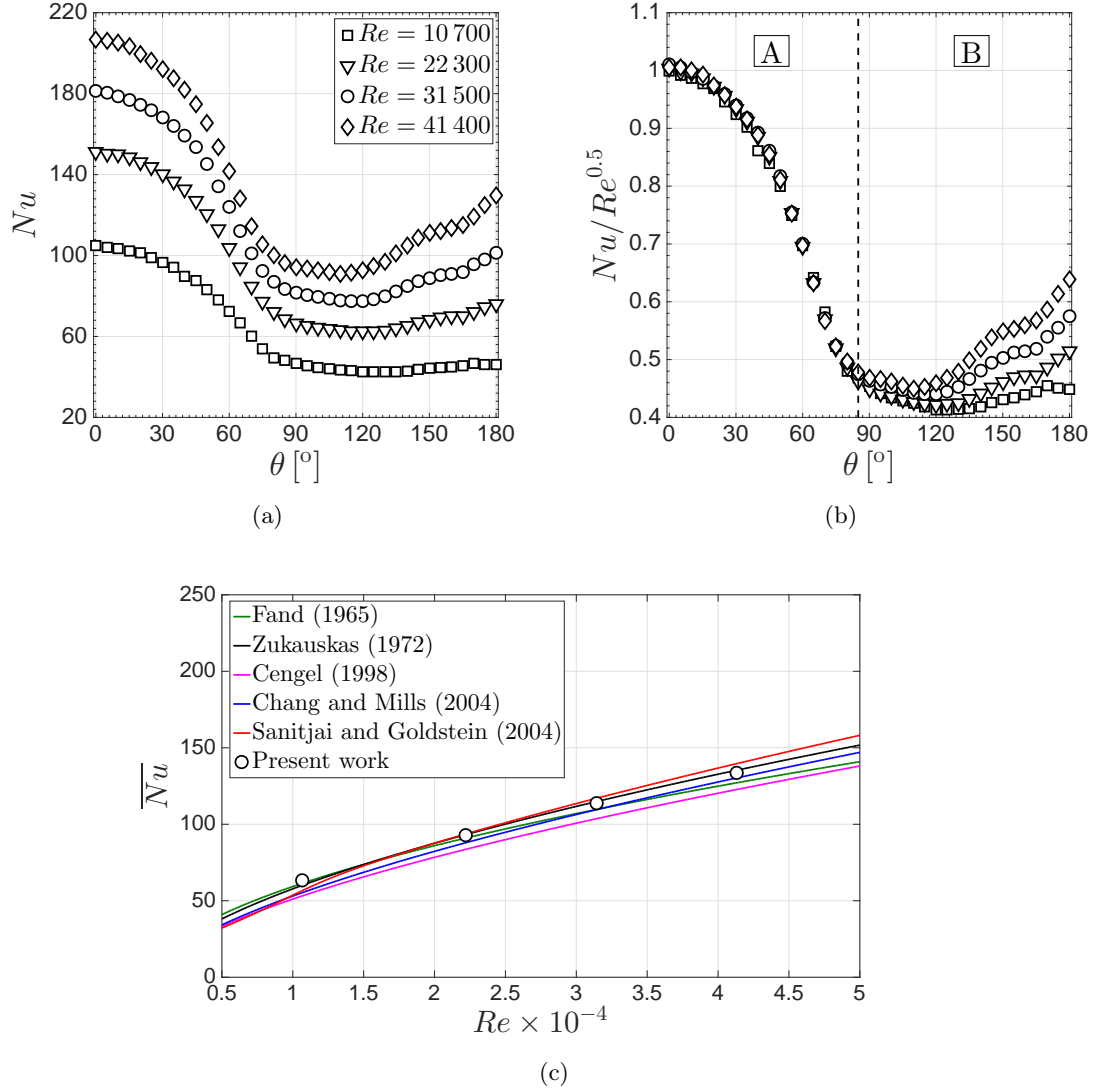 220
180
140
100
60
20
Nu
0 30 60 90 120 150 180
θ [°]
Re = 10 700
Re = 22 300
Re = 31 500
Re = 41 400
(a)
1.1
1
0.9
0.8
0.7
0.6
0.5
0.4
Nu/Re^0.5
A
B
0 30 60 90 120 150 180
θ [°]
(b)
250
200
150
100
50
0
N̅u̅
Fand (1965)
Zukauskas (1972)
Cengel (1998)
Chang and Mills (2004)
Sanitjai and Goldstein (2004)
Present work
0.5 1 1.5 2 2.5 3 3.5 4 4.5 5
Re × 10⁻⁴
(c)